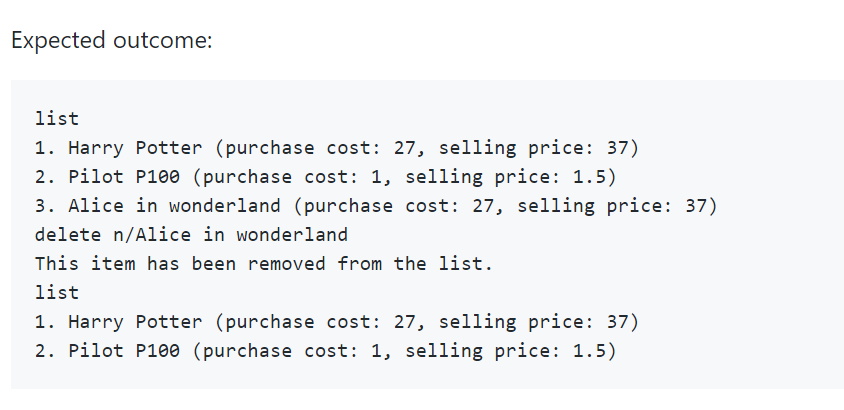 Expected outcome:
list
1. Harry Potter (purchase cost: 27, selling price: 37)
2. Pilot P100 (purchase cost: 1, selling price: 1.5)
3. Alice in wonderland (purchase cost: 27, selling price: 37)
delete n/Alice in wonderland
This item has been removed from the list.
list
1. Harry Potter (purchase cost: 27, selling price: 37)
2. Pilot P100 (purchase cost: 1, selling price: 1.5)